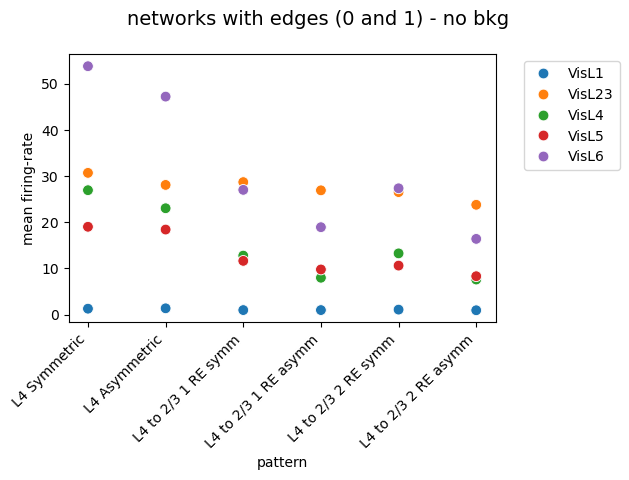 networks with edges (0 and 1) - no bkg
mean firing-rate
50
40
30
20
10
0
VisL1
VisL23
VisL4
VisL5
VisL6
L4 Symmetric
L4 Asymmetric
L4 to 2/3 1 RE symm
L4 to 2/3 1 RE asymm
L4 to 2/3 2 RE symm
L4 to 2/3 2 RE asymm
pattern